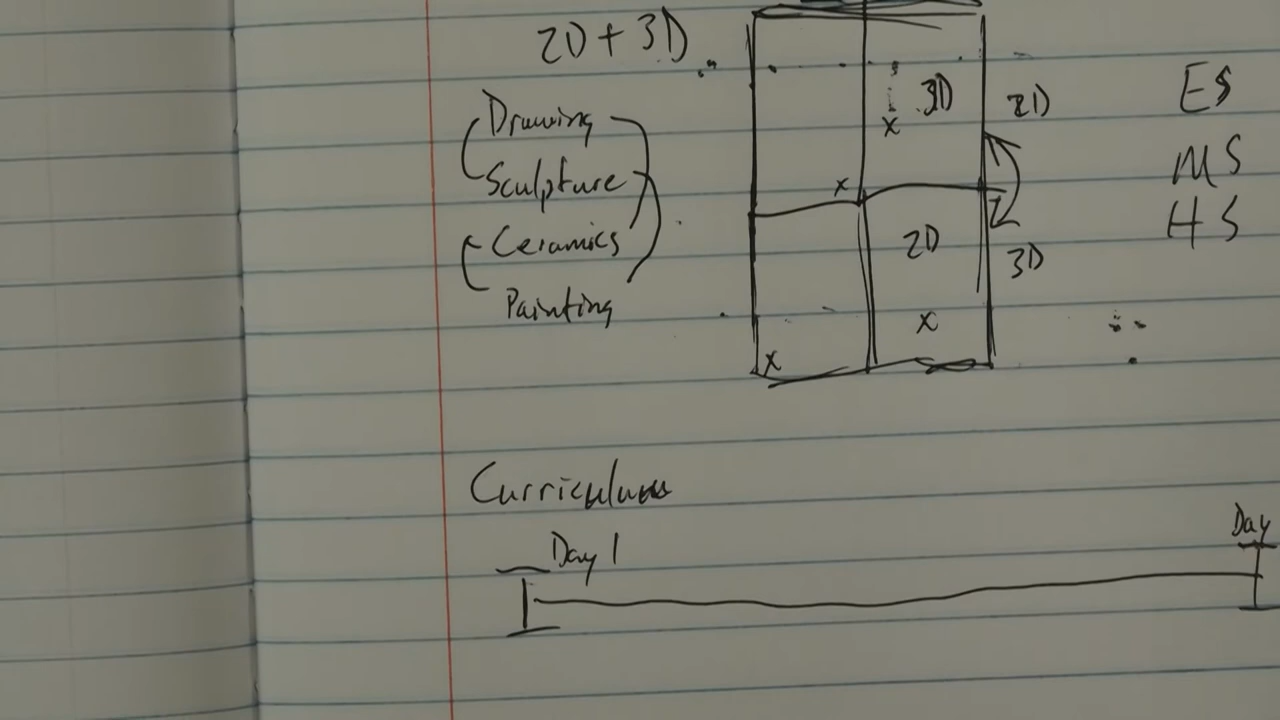 2D + 3D
Drawing
Sculpture
Ceramics
Painting
3D
2D
x
x
2D
3D
x
x
ES
MS
HS
Curriculum
Day 1
Day